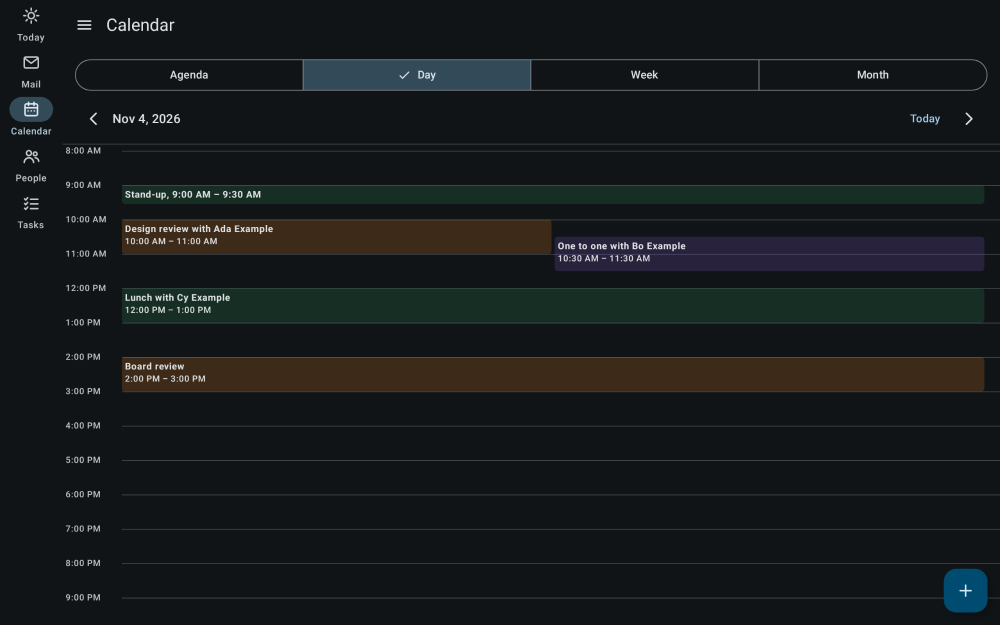 Today
Mail
Calendar
People
Tasks
Calendar
Agenda
Day
Week
Month
Nov 4, 2026
Today
8:00 AM
9:00 AM
Stand-up, 9:00 AM – 9:30 AM
10:00 AM
Design review with Ada Example
10:00 AM – 11:00 AM
One to one with Bo Example
10:30 AM – 11:30 AM
11:00 AM
12:00 PM
Lunch with Cy Example
12:00 PM – 1:00 PM
1:00 PM
2:00 PM
Board review
2:00 PM – 3:00 PM
3:00 PM
4:00 PM
5:00 PM
6:00 PM
7:00 PM
8:00 PM
9:00 PM